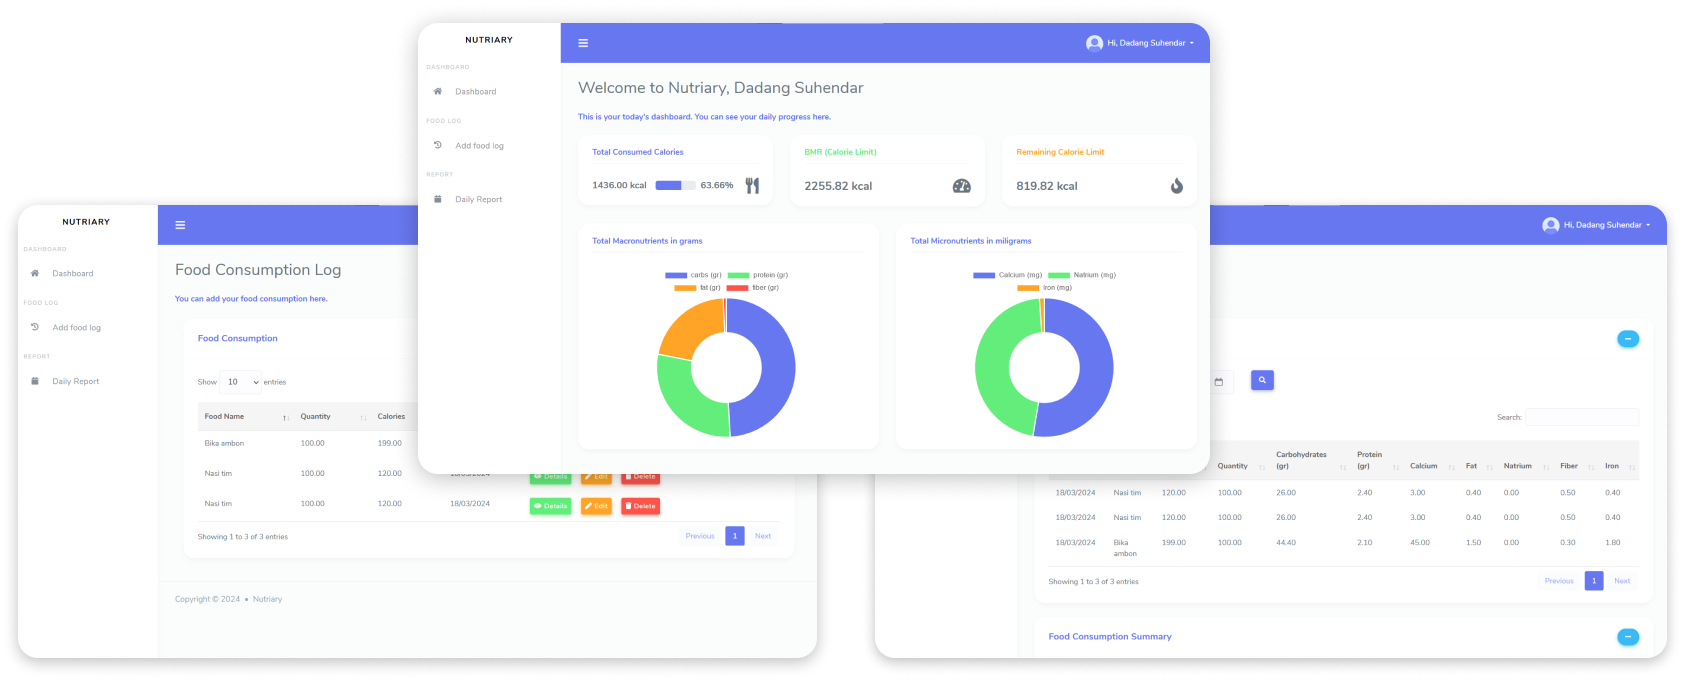 NUTRIARY
Hi, Dadang Suhendar
DASHBOARD
Dashboard
FOOD LOG
Add food log
REPORT
Daily Report
Welcome to Nutriary, Dadang Suhendar
This is your today's dashboard. You can see your daily progress here.
Total Consumed Calories
1436.00 kcal 63.66%
BMR (Calorie Limit)
2255.82 kcal
Remaining Calorie Limit
819.82 kcal
Total Macronutrients in grams
carbs (gr) protein (gr)
fat (gr) fiber (gr)
Total Micronutrients in miligrams
Calcium (mg) Natrium (mg)
Iron (mg)
NUTRIARY
DASHBOARD
Dashboard
FOOD LOG
Add food log
REPORT
Daily Report
Food Consumption Log
You can add your food consumption here.
Food Consumption
Show 10 entries
Food Name Quantity Calories
Bika ambon 100.00 199.00
Nasi tim 100.00 120.00 18/03/2024 Details Edit Delete
Nasi tim 100.00 120.00 18/03/2024 Details Edit Delete
Showing 1 to 3 of 3 entries
Previous 1 Next
Copyright © 2024 • Nutriary
Hi, Dadang Suhendar
Search:
Quantity Carbohydrates (gr) Protein (gr) Calcium Fat Natrium Fiber Iron
18/03/2024 Nasi tim 120.00 100.00 26.00 2.40 3.00 0.40 0.00 0.50 0.40
18/03/2024 Nasi tim 120.00 100.00 26.00 2.40 3.00 0.40 0.00 0.50 0.40
18/03/2024 Bika ambon 199.00 100.00 44.40 2.10 45.00 1.50 0.00 0.30 1.80
Showing 1 to 3 of 3 entries
Previous 1 Next
Food Consumption Summary